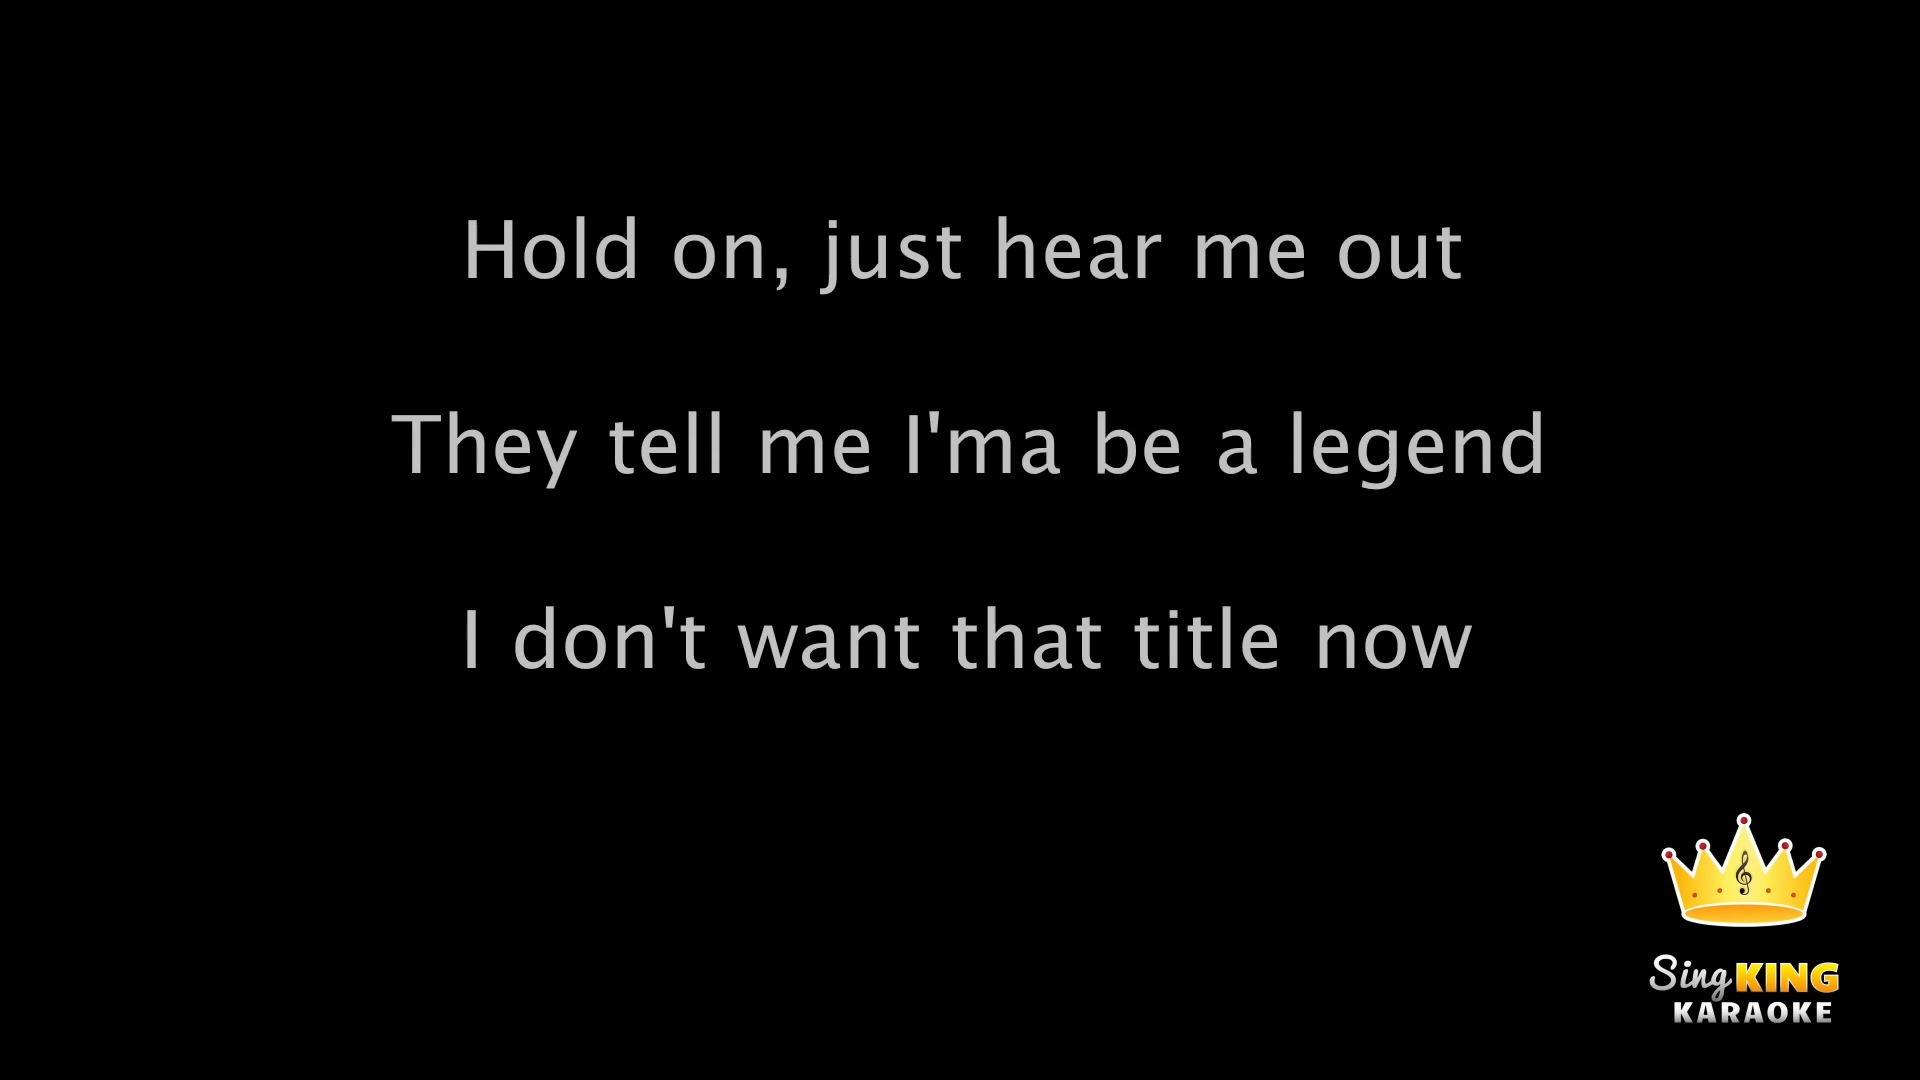 Hold on, just hear me out
They tell me I'ma be a legend
I don't want that title now
Sing KING
KARAOKE